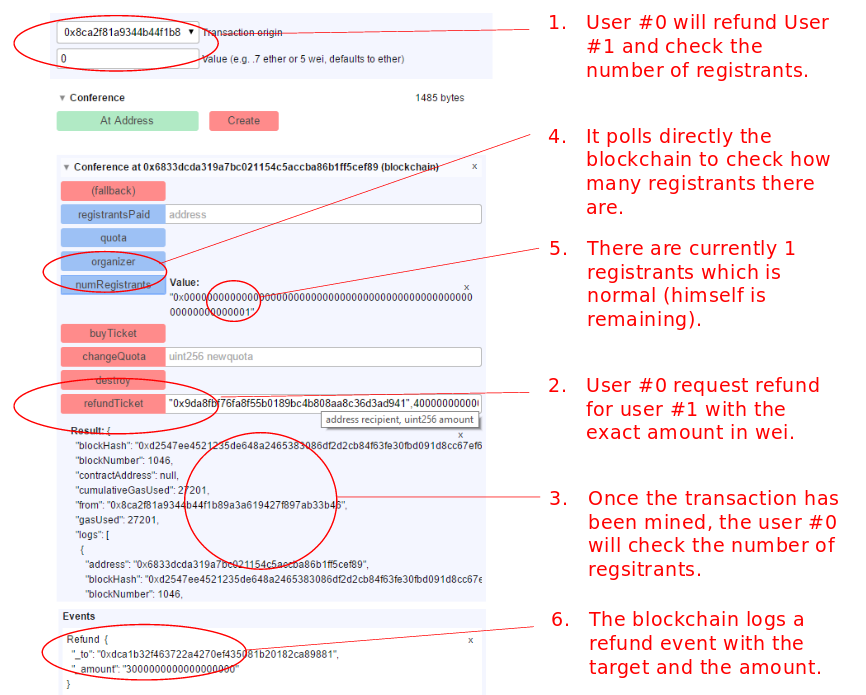 0x8ca2f81a9344b44f1b8 ▼ Transaction origin
0 Value (e.g. .7 ether or 5 wei, defaults to ether)
▼ Conference 1485 bytes
At Address Create
▼ Conference at 0x6833dcda319a7bc021154c5accba86b1ff5cef89 (blockchain) x
(fallback)
registrantsPaid address
quota
organizer
numRegistrants Value: x
"0x00000000000000000000000000000000000000000000000
00000000000001"
buyTicket
changeQuota uint256 newquota
destroy
refundTicket "0x9da8fbf76fa8f55b0189bc4b808aa8c36d3ad941",40000000000
address recipient, uint256 amount
Result: { x
"blockHash": "0xd2547ee4521235de648a2465383086df2d2cb84f63fe30fbd091d8cc67ef6
"blockNumber": 1046,
"contractAddress": null,
"cumulativeGasUsed": 27201,
"from": "0x8ca2f81a9344b44f1b89a3a619427f897ab33b46",
"gasUsed": 27201,
"logs": [
{
"address": "0x6833dcda319a7bc021154c5accba86b1ff5cef89",
"blockHash": "0xd2547ee4521235de648a2465383086df2d2cb84f63fe30fbd091d8cc67e
"blockNumber": 1046,
Events
Refund { x
"_to": "0xdca1b32f463722a4270ef435081b20182ca89881",
"_amount": "3000000000000000000"
}
1. User #0 will refund User
#1 and check the
number of registrants.
4. It polls directly the
blockchain to check how
many registrants there
are.
5. There are currently 1
registrants which is
normal (himself is
remaining).
2. User #0 request refund
for user #1 with the
exact amount in wei.
3. Once the transaction has
been mined, the user #0
will check the number of
regsitrants.
6. The blockchain logs a
refund event with the
target and the amount.